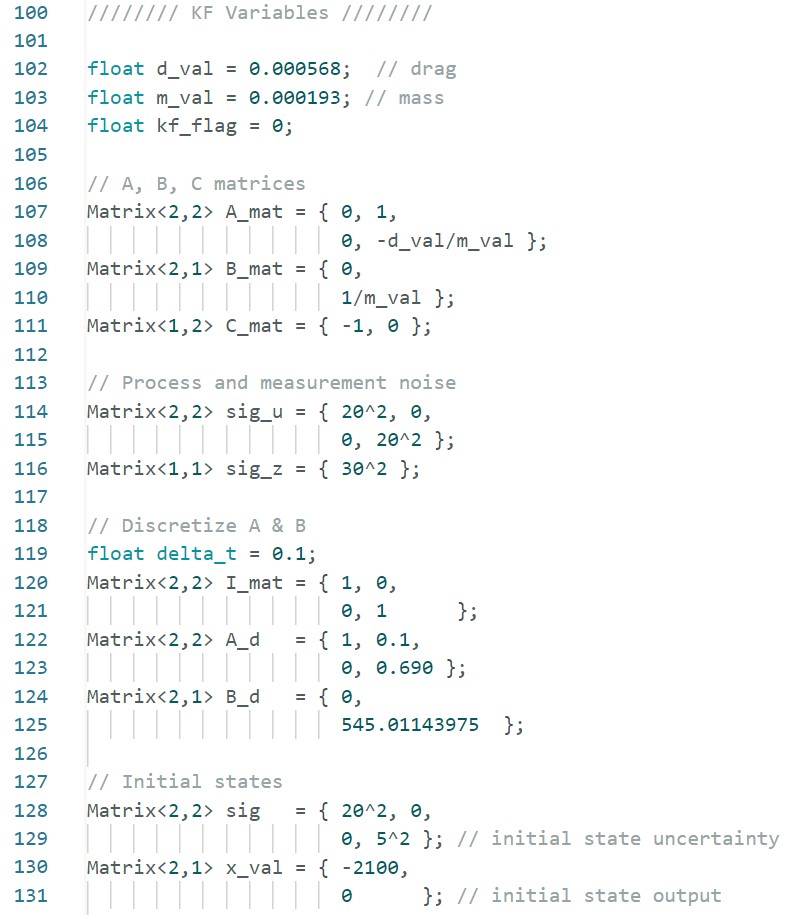 100 //////// KF Variables ////////
101
102 float d_val = 0.000568;  // drag
103 float m_val = 0.000193; // mass
104 float kf_flag = 0;
105
106 // A, B, C matrices
107 Matrix<2,2> A_mat = { 0, 1,
108                       0, -d_val/m_val };
109 Matrix<2,1> B_mat = { 0,
110                       1/m_val };
111 Matrix<1,2> C_mat = { -1, 0 };
112
113 // Process and measurement noise
114 Matrix<2,2> sig_u = { 20^2, 0,
115                       0, 20^2 };
116 Matrix<1,1> sig_z = { 30^2 };
117
118 // Discretize A & B
119 float delta_t = 0.1;
120 Matrix<2,2> I_mat = { 1, 0,
121                       0, 1      };
122 Matrix<2,2> A_d   = { 1, 0.1,
123                       0, 0.690 };
124 Matrix<2,1> B_d   = { 0,
125                       545.01143975  };
126
127 // Initial states
128 Matrix<2,2> sig   = { 20^2, 0,
129                       0, 5^2 }; // initial state uncertainty
130 Matrix<2,1> x_val = { -2100,
131                       0      }; // initial state output